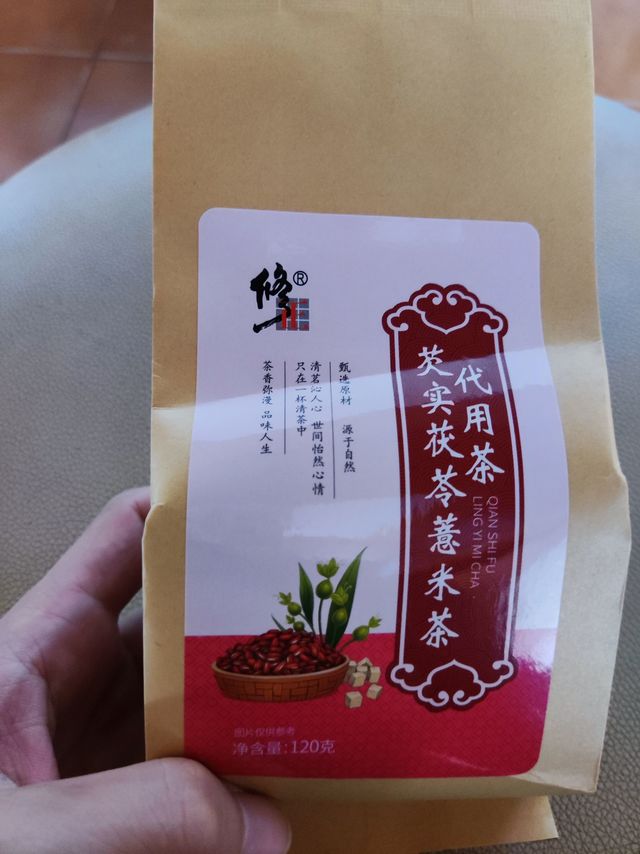 修一
®
芡实茯苓薏米茶
代用茶
QIAN SHI FU
LING YI MI CHA
甄选原材 源于自然
清茗沁人心 世间怡然心情
只在一杯清茶中
茶香弥漫 品味人生
图片仅供参考
净含量:120克